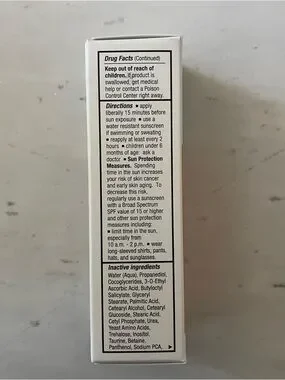 Drug Facts (Continued)
Keep out of reach of
children. If product is
swallowed, get medical
help or contact a Poison
Control Center right away.
Directions • apply
liberally 15 minutes before
sun exposure • use a
water resistant sunscreen
if swimming or sweating
• reapply at least every 2
hours • children under 6
months of age: ask a
doctor • Sun Protection
Measures. Spending
time in the sun increases
your risk of skin cancer
and early skin aging. To
decrease this risk,
regularly use a sunscreen
with a Broad Spectrum
SPF value of 15 or higher
and other sun protection
measures including:
• limit time in the sun,
especially from
10 a.m. - 2 p.m. • wear
long-sleeved shirts, pants,
hats, and sunglasses.
Inactive ingredients
Water (Aqua), Propanediol,
Cocoglycerides, 3-O-Ethyl
Ascorbic Acid, Butyloctyl
Salicylate, Glyceryl
Stearate, Palmitic Acid,
Cetearyl Alcohol, Cetearyl
Glucoside, Stearic Acid,
Cetyl Phosphate, Urea,
Yeast Amino Acids,
Trehalose, Inositol,
Taurine, Betaine,
Panthenol, Sodium PCA,